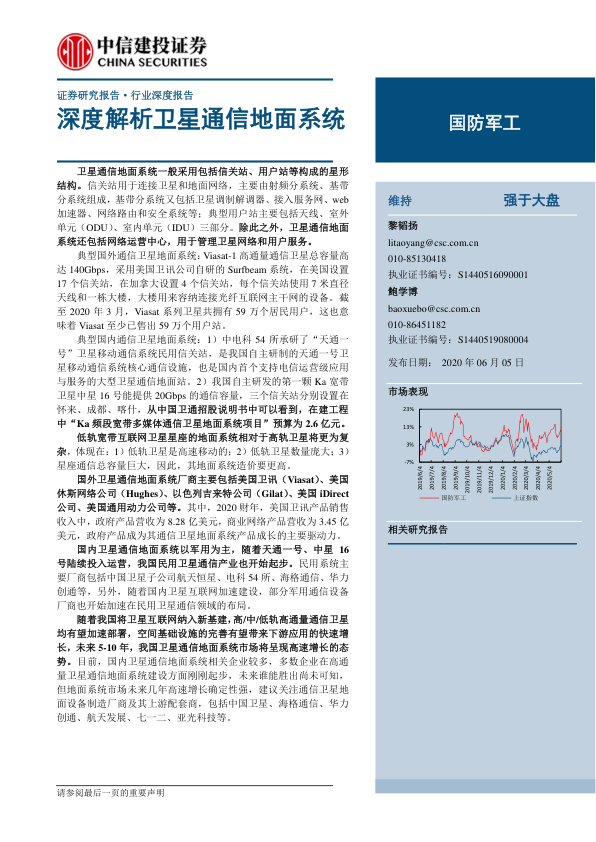 中信建投证券
CHINA SECURITIES
证券研究报告·行业深度报告
深度解析卫星通信地面系统
卫星通信地面系统一般采用包括信关站、用户站等构成的星形
结构。信关站用于连接卫星和地面网络，主要由射频分系统、基带
分系统组成，基带分系统又包括卫星调制解调器、接入服务网、web
加速器、网络路由和安全系统等；典型用户站主要包括天线、室外
单元（ODU）、室内单元（IDU）三部分。除此之外，卫星通信地面
系统还包括网络运营中心，用于管理卫星网络和用户服务。
典型国外通信卫星地面系统：Viasat-1 高通量通信卫星总容量高
达 140Gbps，采用美国卫讯公司自研的 Surfbeam 系统，在美国设置
17 个信关站，在加拿大设置 4 个信关站，每个信关站使用 7 米直径
天线和一栋大楼，大楼用来容纳连接光纤互联网主干网的设备。截
至 2020 年 3 月，Viasat 系列卫星共拥有 59 万个居民用户，这也意
味着 Viasat 至少已售出 59 万个用户站。
典型国内通信卫星地面系统：1）中电科 54 所承研了“天通一
号”卫星移动通信系统民用信关站，是我国自主研制的天通一号卫
星移动通信系统核心通信设施，也是国内首个支持电信运营级应用
与服务的大型卫星通信地面站。2）我国自主研发的第一颗 Ka 宽带
卫星中星 16 号能提供 20Gbps 的通信容量，三个信关站分别设置在
怀来、成都、喀什，从中国卫通招股说明书中可以看到，在建工程
中“Ka 频段宽带多媒体通信卫星地面系统项目”预算为 2.6 亿元。
低轨宽带互联网卫星星座的地面系统相对于高轨卫星将更为复
杂，体现在：1）低轨卫星是高速移动的；2）低轨卫星数量庞大；3）
星座通信总容量巨大，因此，其地面系统造价要更高。
国外卫星通信地面系统厂商主要包括美国卫讯（Viasat）、美国
休斯网络公司（Hughes）、以色列吉来特公司（Gilat）、美国 iDirect
公司、美国通用动力公司等。其中，2020 财年，美国卫讯产品销售
收入中，政府产品营收为 8.28 亿美元，商业网络产品营收为 3.45 亿
美元，政府产品成为其通信卫星地面系统产品成长的主要驱动力。
国内卫星通信地面系统以军用为主，随着天通一号、中星 16
号陆续投入运营，我国民用卫星通信产业也开始起步。民用系统主
要厂商包括中国卫星子公司航天恒星、电科 54 所、海格通信、华力
创通等，另外，随着国内卫星互联网加速建设，部分军用通信设备
厂商也开始加速在民用卫星通信领域的布局。
随着我国将卫星互联网纳入新基建，高/中/低轨高通量通信卫星
均有望加速部署，空间基础设施的完善有望带来下游应用的快速增
长，未来 5-10 年，我国卫星通信地面系统市场将呈现高速增长的态
势。目前，国内卫星通信地面系统相关企业较多，多数企业在高通
量卫星通信地面系统建设方面刚刚起步，未来谁能胜出尚未可知，
但地面系统市场未来几年高速增长确定性强，建议关注通信卫星地
面设备制造厂商及其上游配套商，包括中国卫星、海格通信、华力
创通、航天发展、七一二、亚光科技等。
请参阅最后一页的重要声明
国防军工
维持 强于大盘
黎韬扬
litaoyang@csc.com.cn
010-85130418
执业证书编号：S1440516090001
鲍学博
baoxuebo@csc.com.cn
010-86451182
执业证书编号：S1440519080004
发布日期： 2020 年 06 月 05 日
市场表现
23%
13%
3%
-7%
2019/6/4
2019/7/4
2019/8/4
2019/9/4
2019/10/4
2019/11/4
2019/12/4
2020/1/4
2020/2/4
2020/3/4
2020/4/4
2020/5/4
国防军工 上证指数
相关研究报告